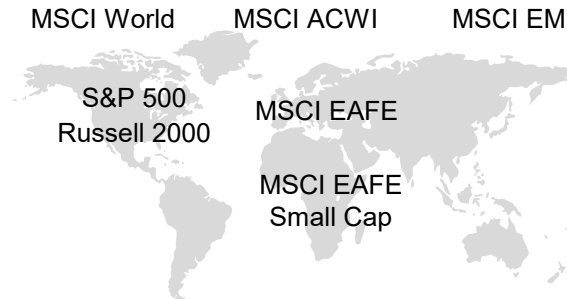 MSCI World MSCI ACWI MSCI EM
S&P 500
Russell 2000
MSCI EAFE
MSCI EAFE
Small Cap